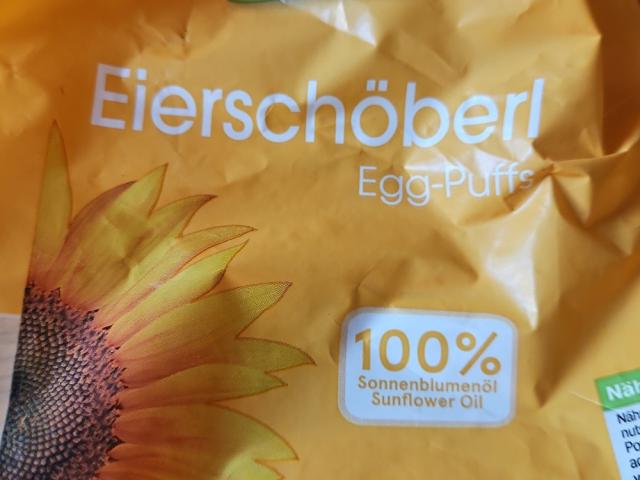 Eierschöberl
Egg-Puffs
100%
Sonnenblumenöl
Sunflower Oil